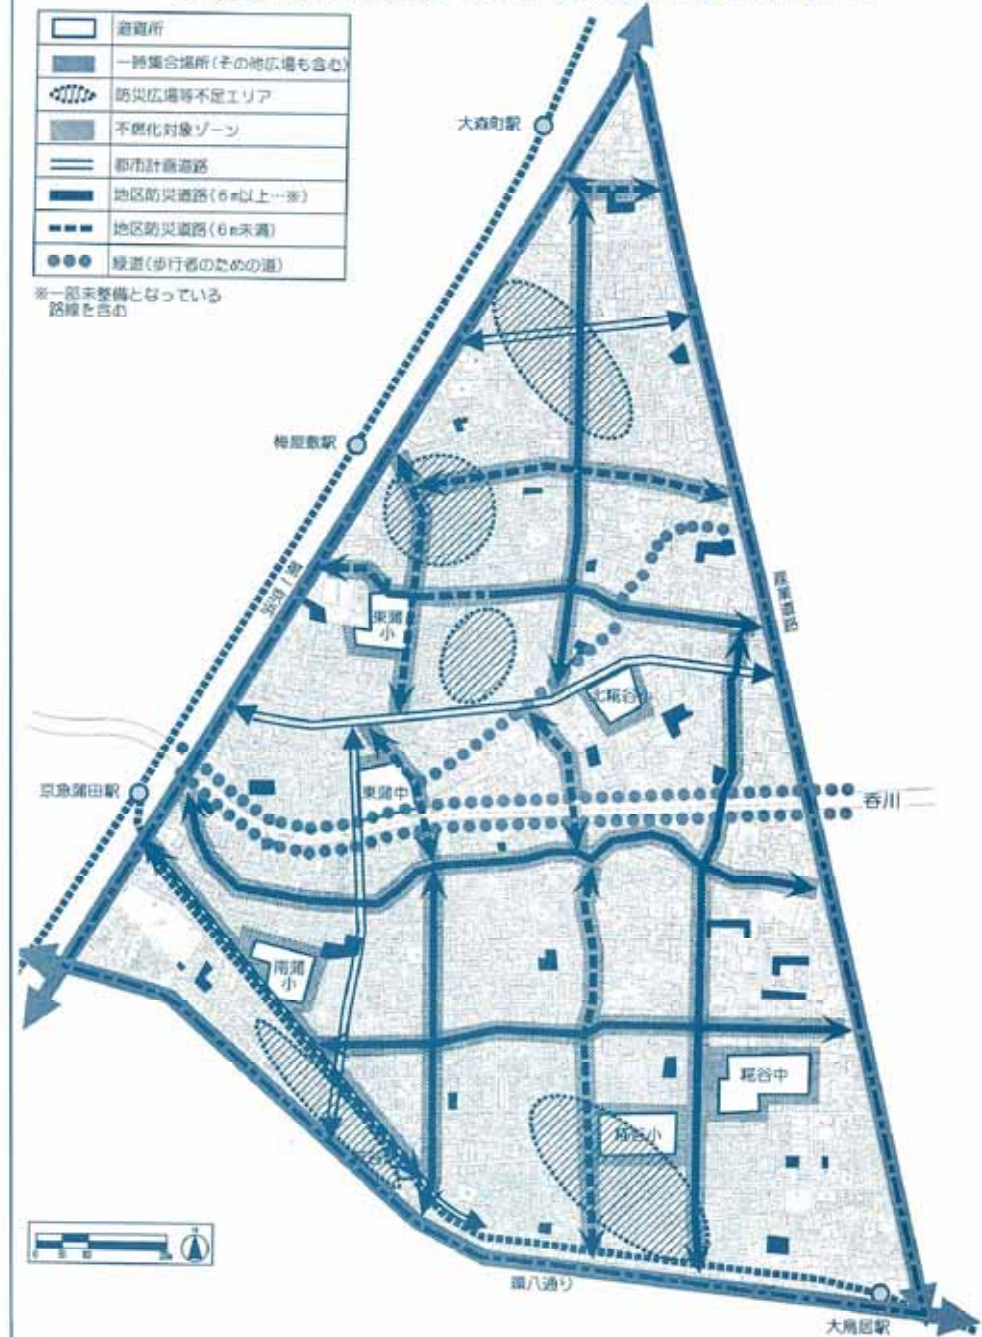 避難所
一時集合場所(その他広場も含む)
防災広場等不足エリア
不燃化対象ゾーン
都市計画道路
地区防災道路(6m以上…※)
地区防災道路(6m未満)
緑道(歩行者のための道)
※一部未整備となっている
路線を含む
大森町駅
梅屋敷駅
第一京浜
産業道路
東蒲
小
北糀谷小
京急蒲田駅
東蒲中
呑川
南蒲
小
糀谷中
糀谷小
環八通り
大鳥居駅